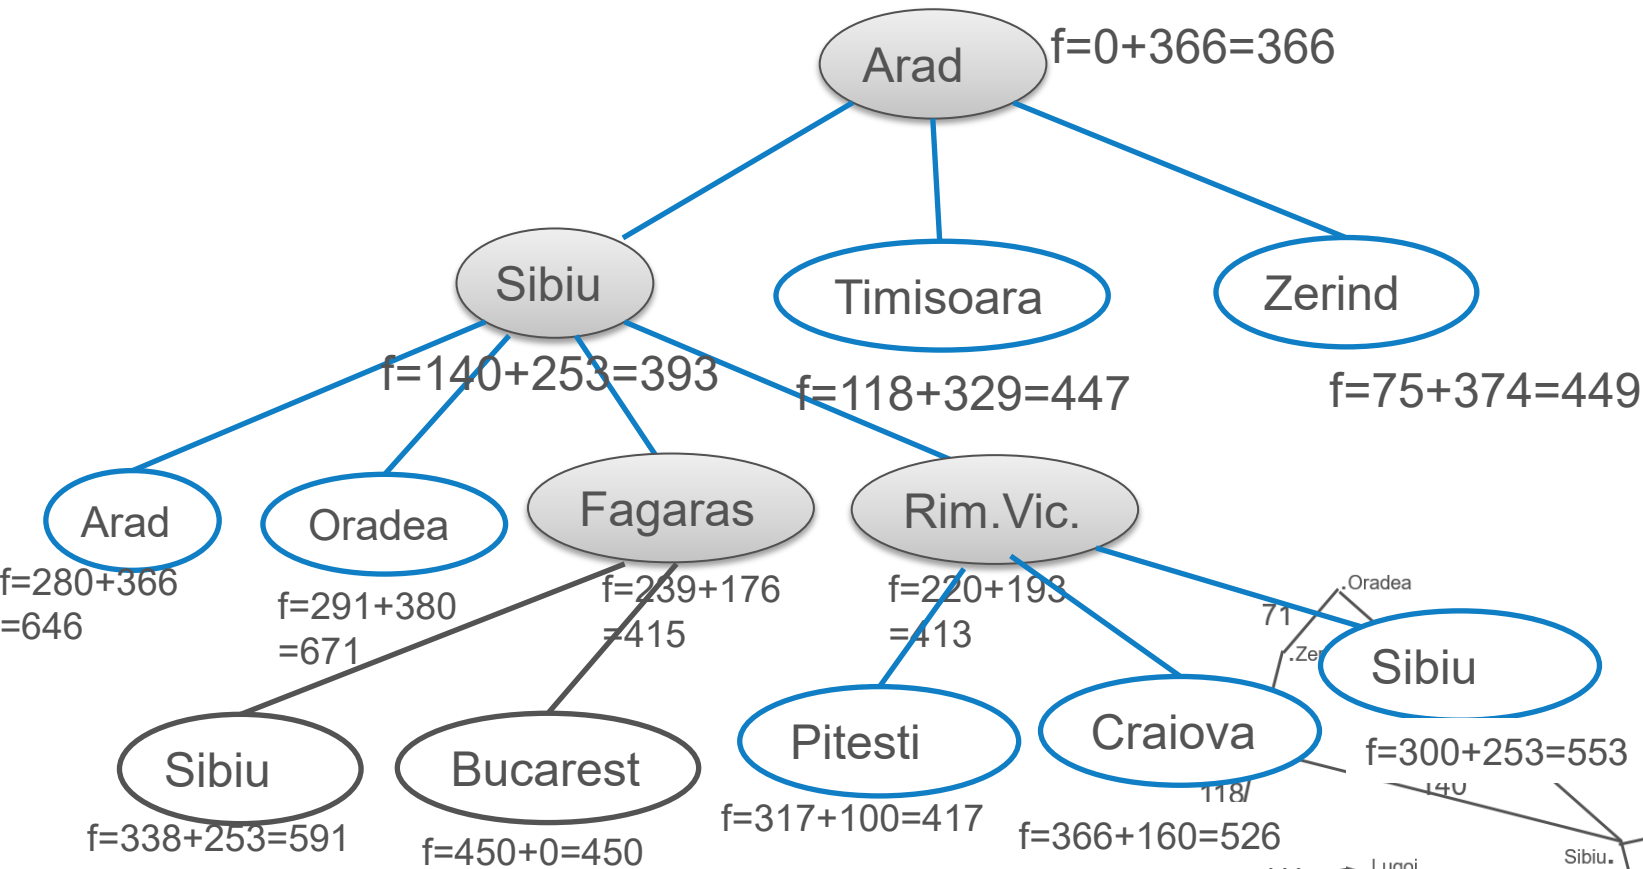 Arad
f=0+366=366
Sibiu
Timisoara
Zerind
f=140+253=393
f=118+329=447
f=75+374=449
Arad
Oradea
Fagaras
Rim.Vic.
f=280+366
=646
f=291+380
=671
f=239+176
=415
f=220+193
=413
.Oradea
71
.Zer
Sibiu
Sibiu
Bucarest
Pitesti
Craiova
f=300+253=553
118
140
f=338+253=591
f=450+0=450
f=317+100=417
f=366+160=526
Sibiu.
Lugoj